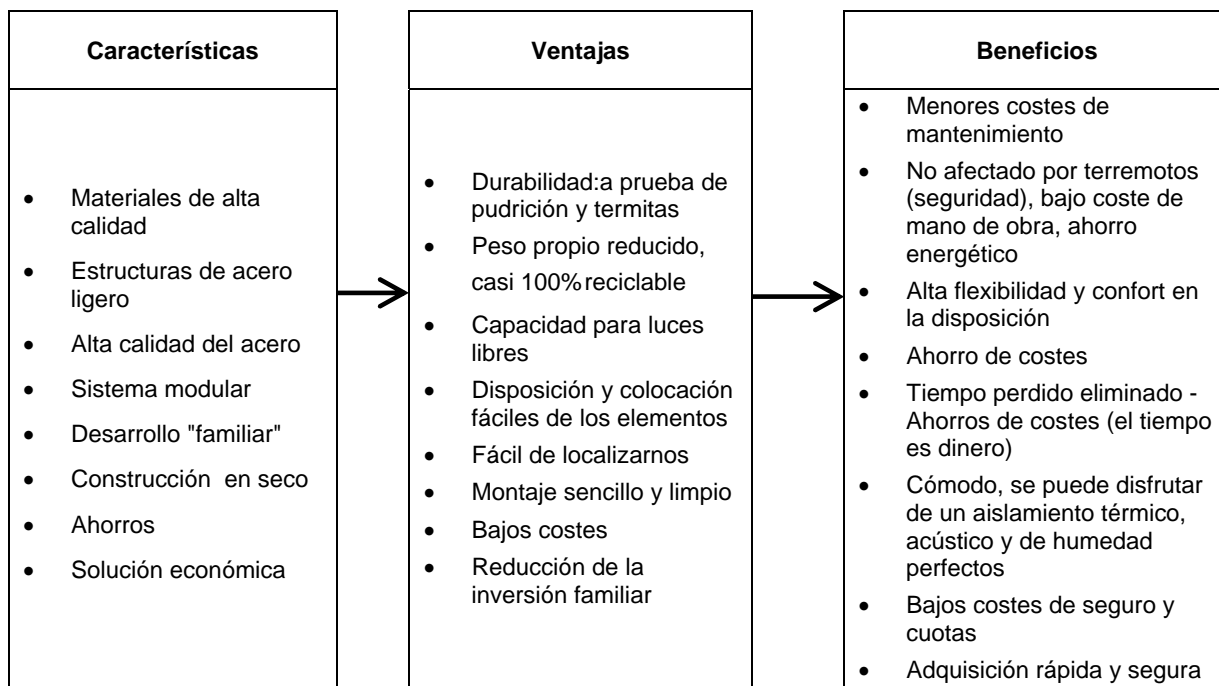 Características
Materiales de alta
calidad
Estructuras de acero
ligero
Alta calidad del acero
Sistema modular
Desarrollo "familiar"
Construcción en seco
Ahorros
Solución económica
Ventajas
Durabilidad:a prueba de
pudrición y termitas
Peso propio reducido,
casi 100% reciclable
Capacidad para luces
libres
Disposición y colocación
fáciles de los elementos
Fácil de localizarnos
Montaje sencillo y limpio
Bajos costes
Reducción de la
inversión familiar
Beneficios
Menores costes de
mantenimiento
No afectado por terremotos
(seguridad), bajo coste de
mano de obra, ahorro
energético
Alta flexibilidad y confort en
la disposición
Ahorro de costes
Tiempo perdido eliminado -
Ahorros de costes (el tiempo
es dinero)
Cómodo, se puede disfrutar
de un aislamiento térmico,
acústico y de humedad
perfectos
Bajos costes de seguro y
cuotas
Adquisición rápida y segura